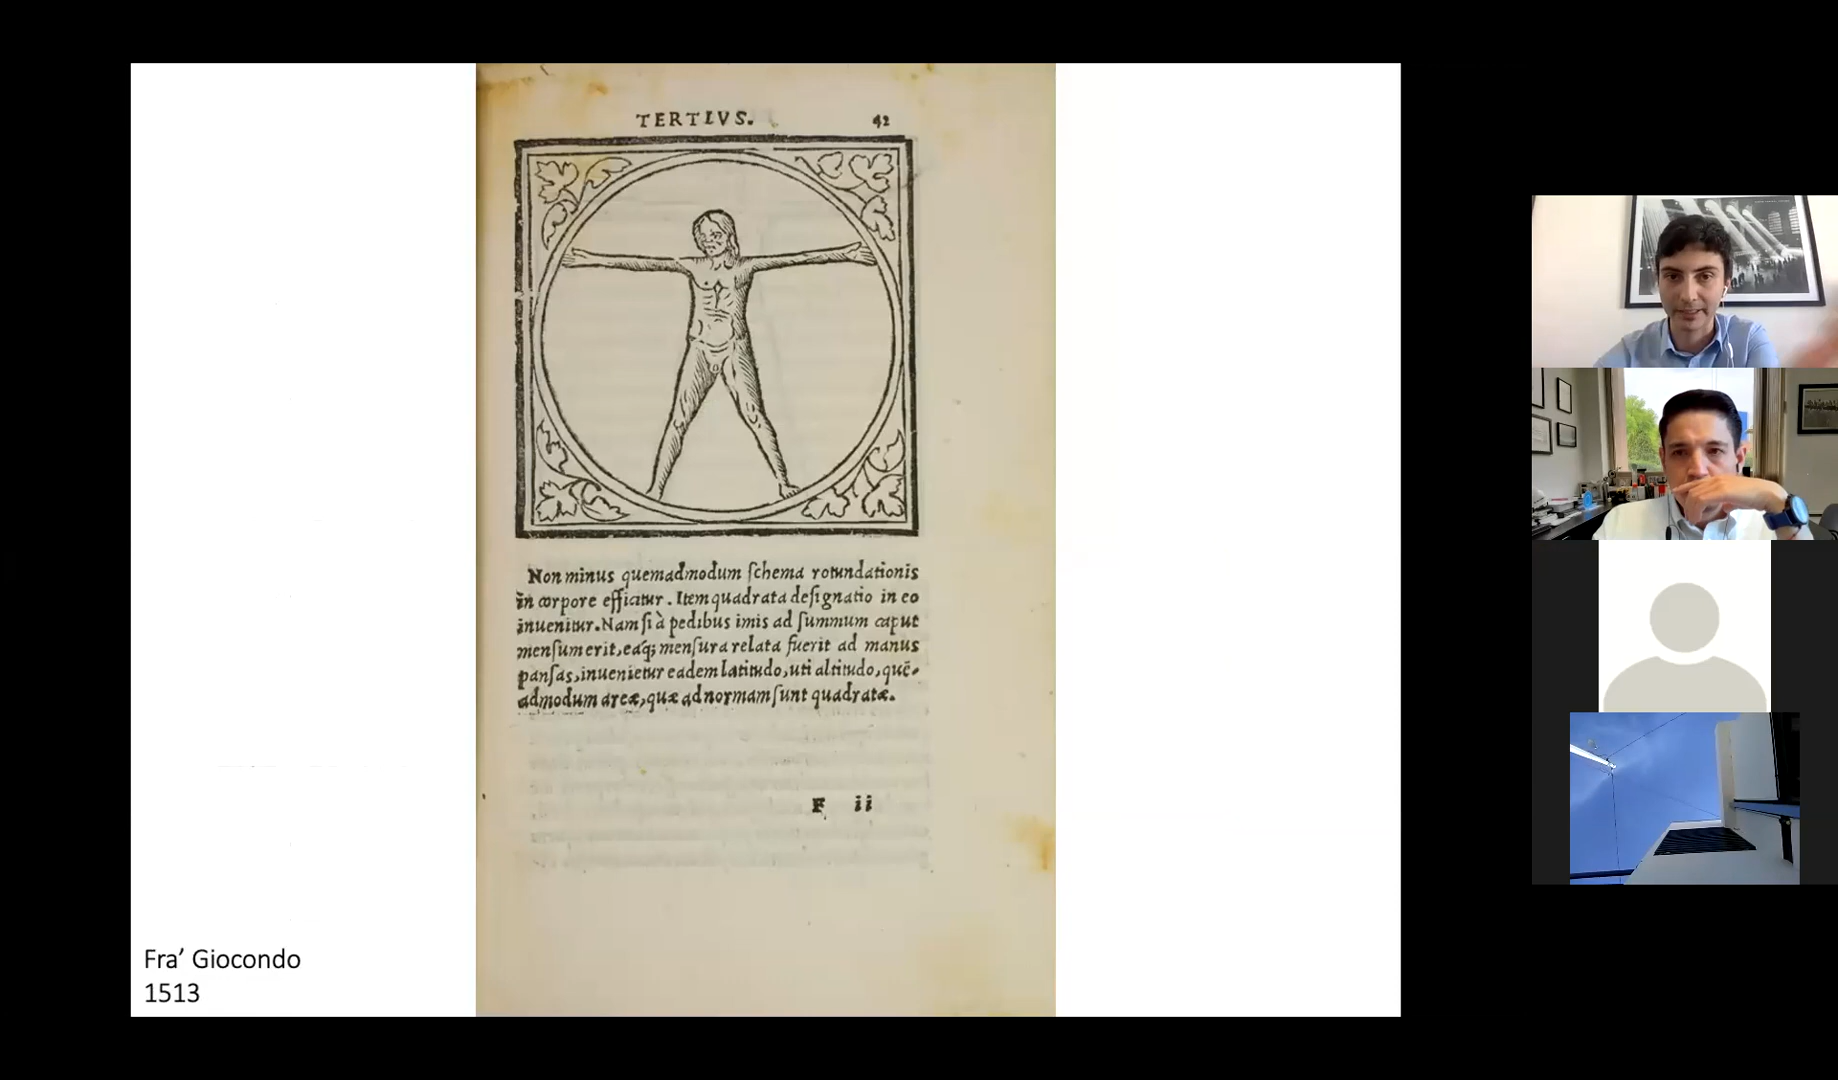 TERTIVS. 42
Non minus quemadmodum ſchema rotundationis
in corpore efficitur. Item quadrata deſignatio in eo
inuenitur. Nam ſi à pedibus imis ad ſummum caput
menſum erit, eaq; menſura relata fuerit ad manus
panſas, inuenietur eadem latitudo, uti altitudo, quē-
admodum areæ, quæ ad normam ſunt quadratæ.
F ii
Fra’ Giocondo
1513